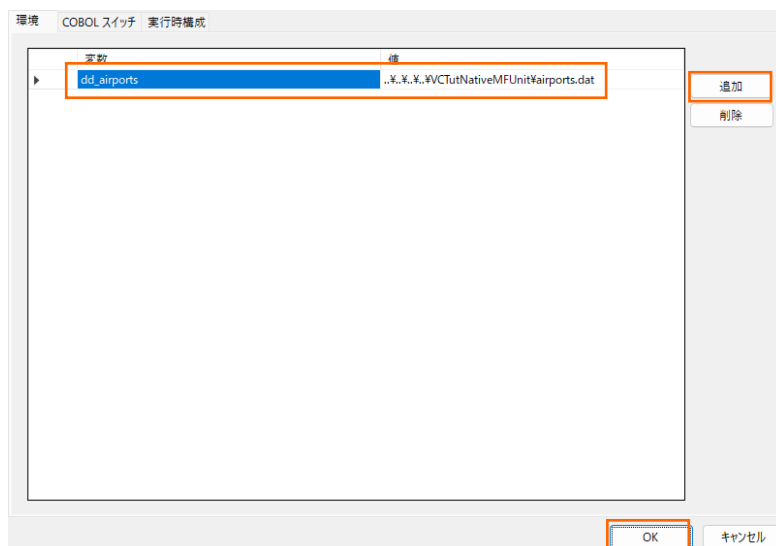 環境 COBOL スイッチ 実行時構成
変数 値
dd_airports ..¥..¥..¥..¥VCTutNativeMFUnit¥airports.dat
追加
削除
OK キャンセル